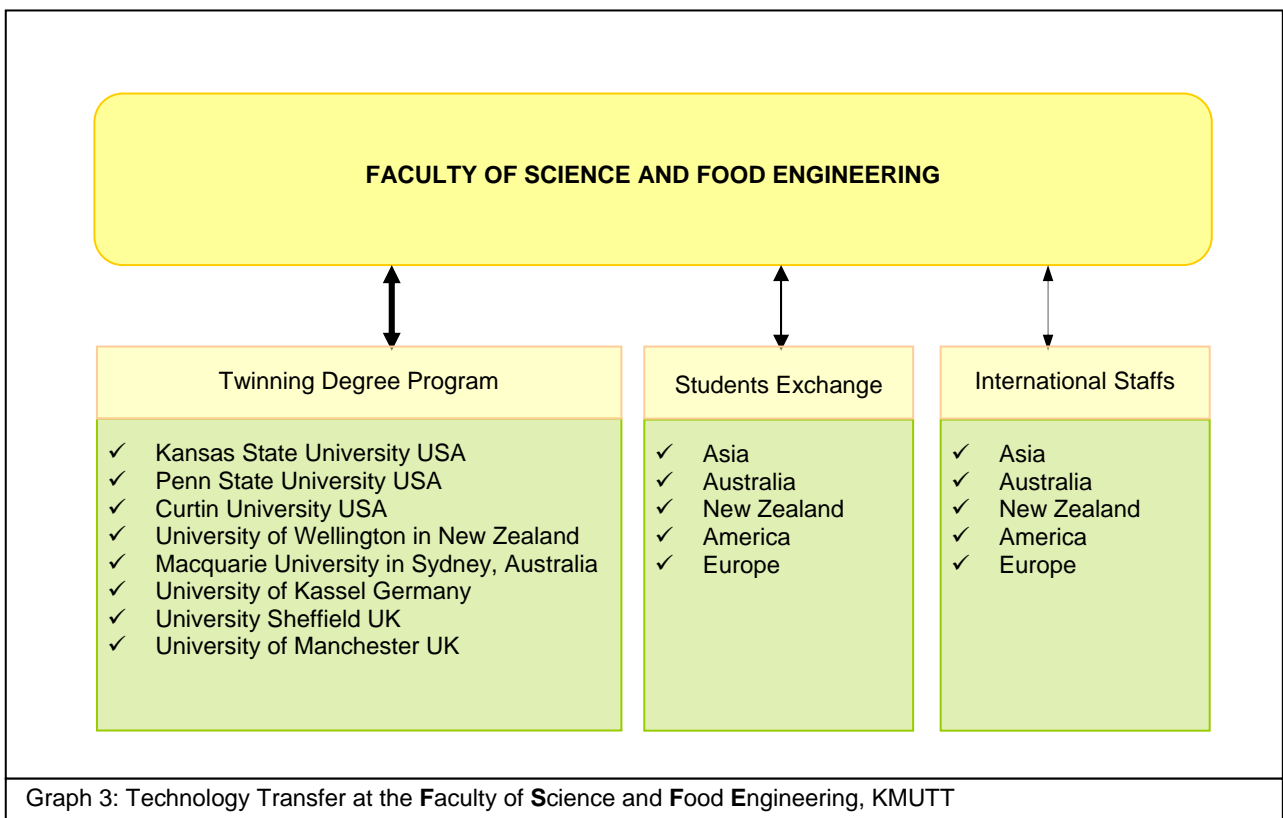 FACULTY OF SCIENCE AND FOOD ENGINEERING
Twinning Degree Program
✓ Kansas State University USA
✓ Penn State University USA
✓ Curtin University USA
✓ University of Wellington in New Zealand
✓ Macquarie University in Sydney, Australia
✓ University of Kassel Germany
✓ University Sheffield UK
✓ University of Manchester UK
Students Exchange
✓ Asia
✓ Australia
✓ New Zealand
✓ America
✓ Europe
International Staffs
✓ Asia
✓ Australia
✓ New Zealand
✓ America
✓ Europe
Graph 3: Technology Transfer at the Faculty of Science and Food Engineering, KMUTT